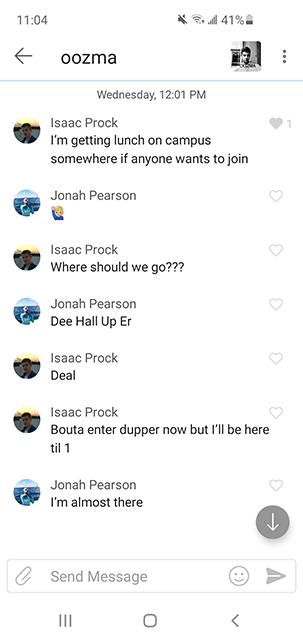 11:04
41%
oozma
Wednesday, 12:01 PM
Isaac Prock
1
I'm getting lunch on campus
somewhere if anyone wants to join
Jonah Pearson
🙋🏼‍♂️
Isaac Prock
Where should we go???
Jonah Pearson
Dee Hall Up Er
Isaac Prock
Deal
Isaac Prock
Bouta enter dupper now but I'll be here
til 1
Jonah Pearson
I'm almost there
Send Message